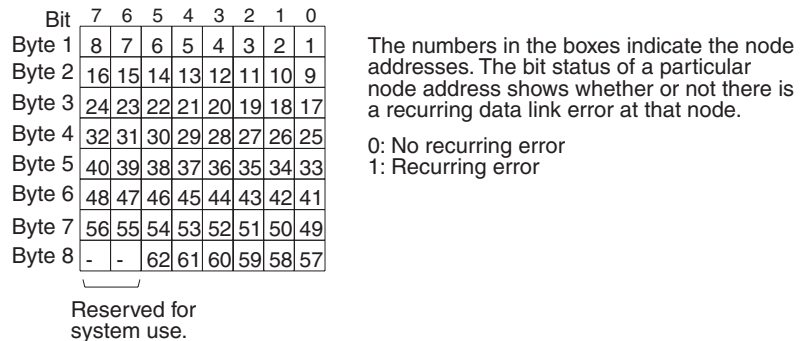 Bit 7 6 5 4 3 2 1 0
Byte 1 8 7 6 5 4 3 2 1
Byte 2 16 15 14 13 12 11 10 9
Byte 3 24 23 22 21 20 19 18 17
Byte 4 32 31 30 29 28 27 26 25
Byte 5 40 39 38 37 36 35 34 33
Byte 6 48 47 46 45 44 43 42 41
Byte 7 56 55 54 53 52 51 50 49
Byte 8 - - 62 61 60 59 58 57
Reserved for
system use.
The numbers in the boxes indicate the node
addresses. The bit status of a particular
node address shows whether or not there is
a recurring data link error at that node.
0: No recurring error
1: Recurring error